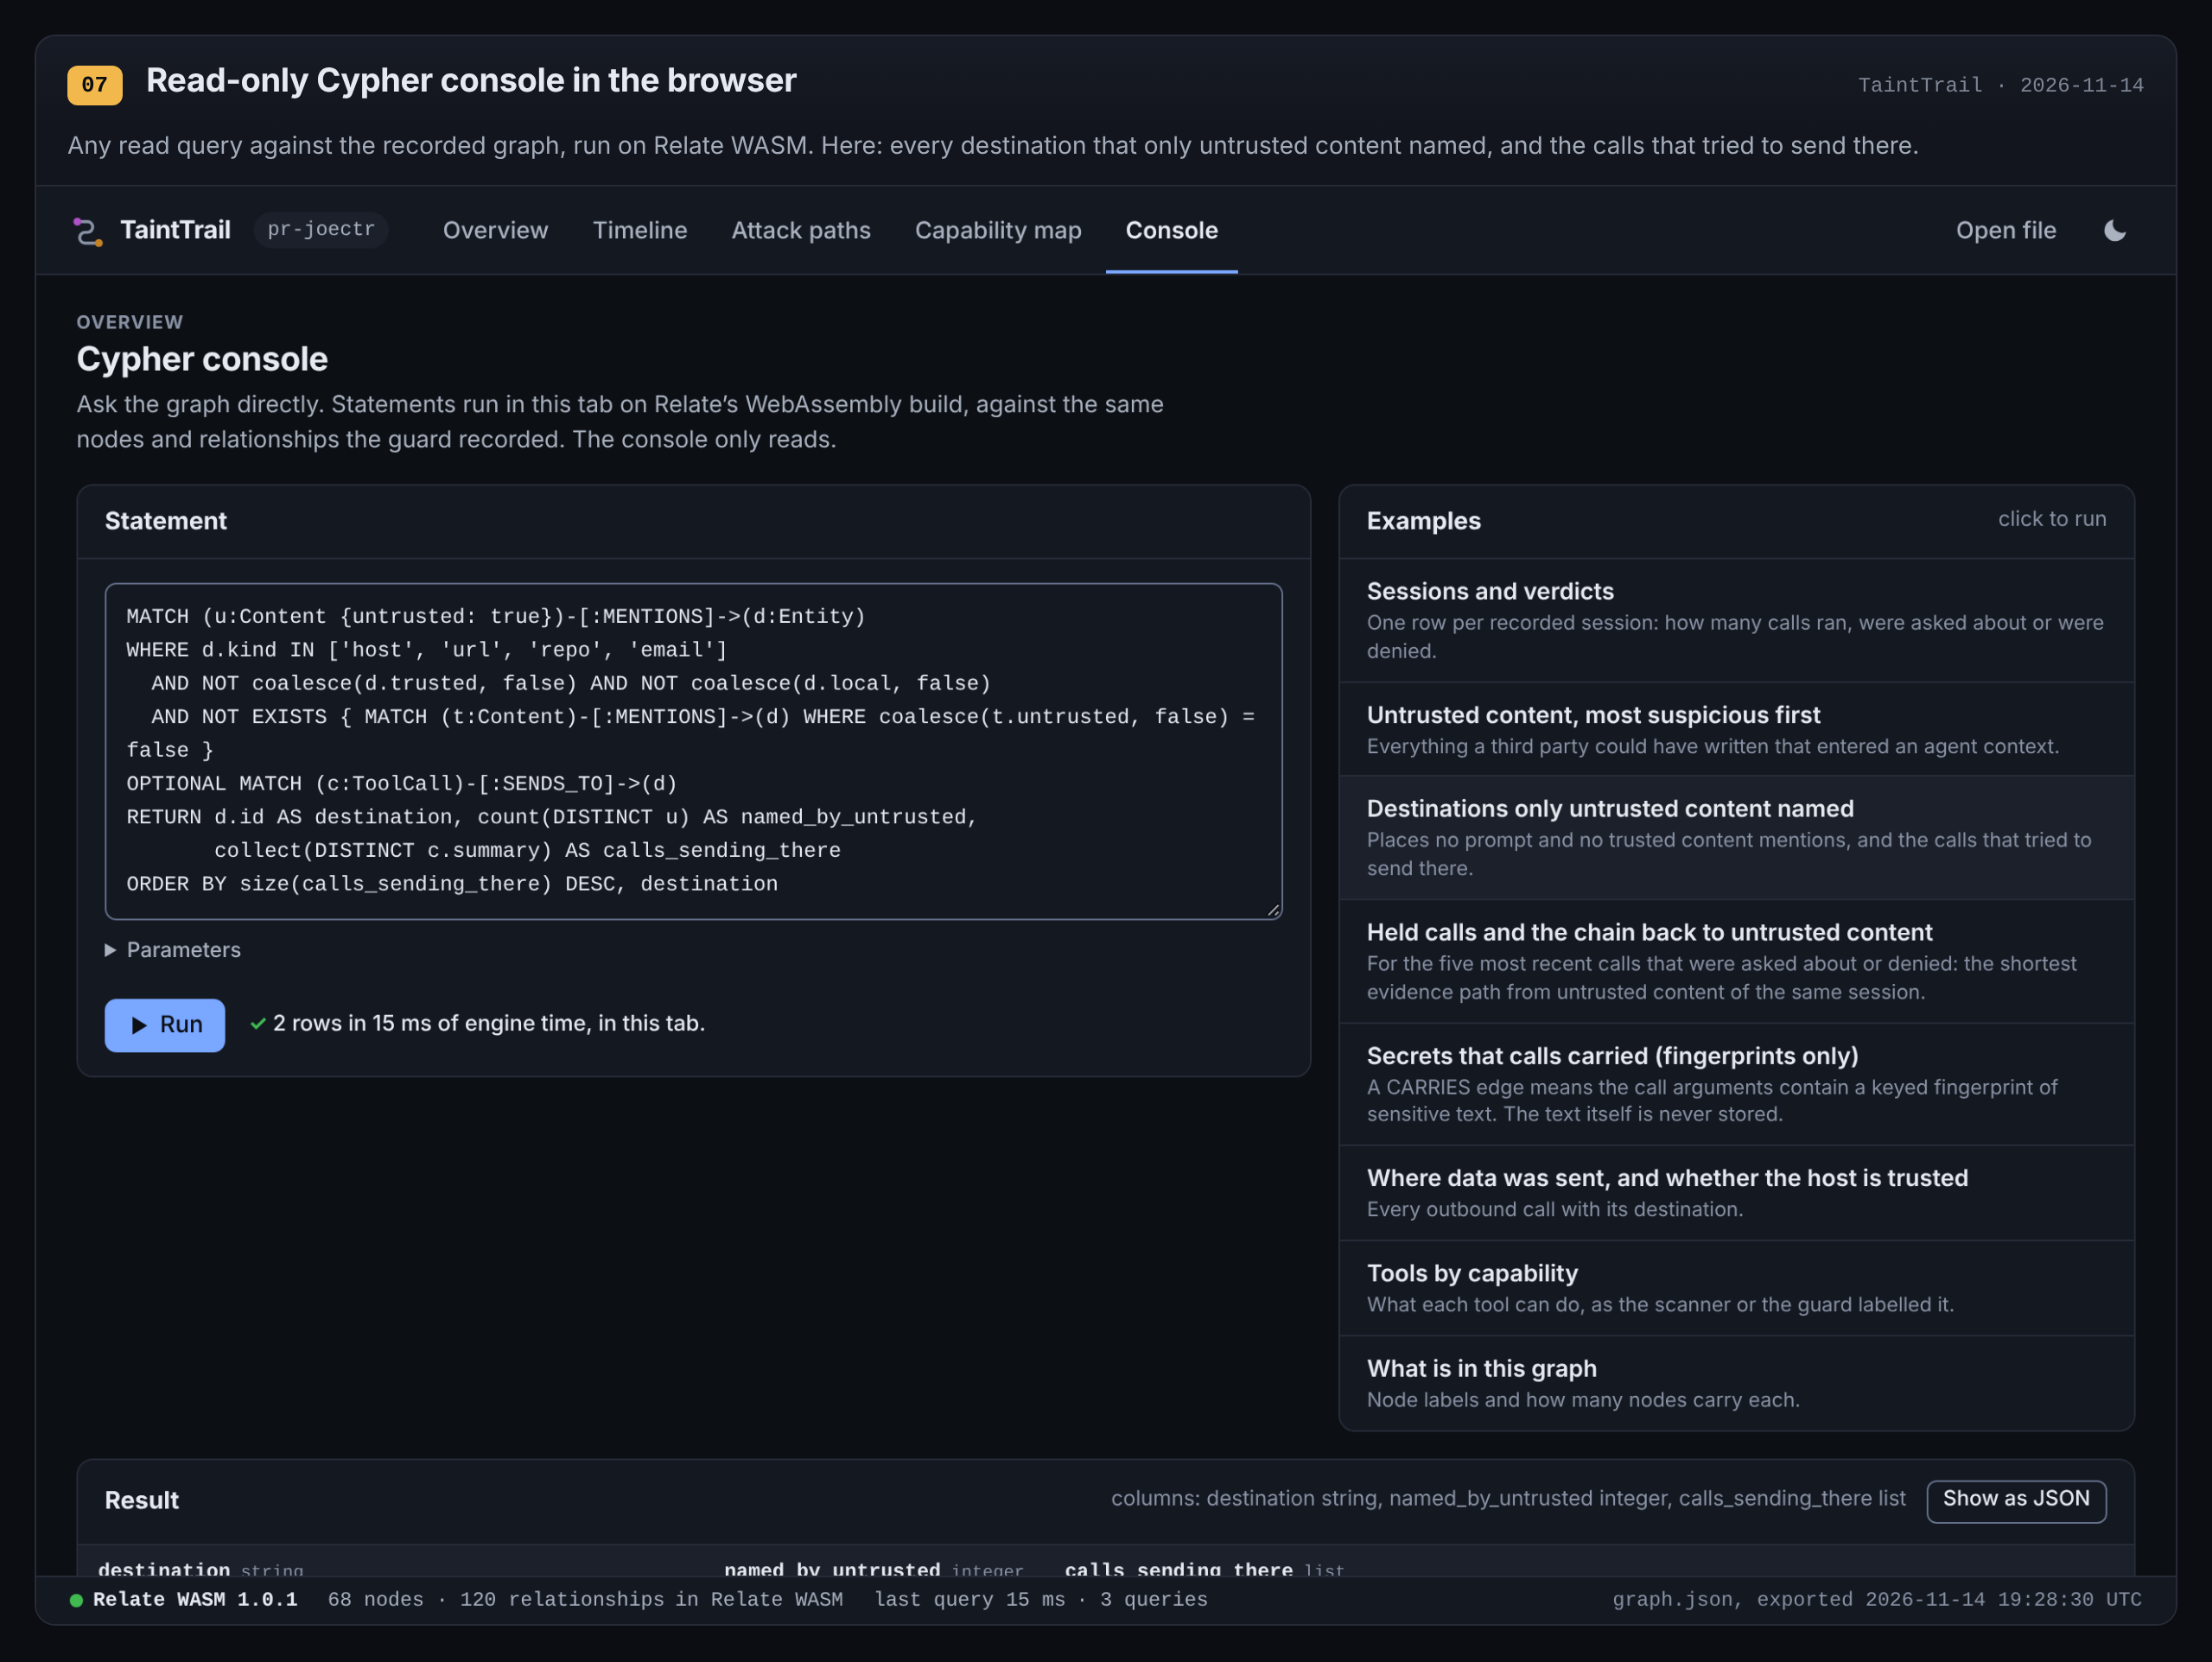 07 Read-only Cypher console in the browser
TaintTrail · 2026-11-14
Any read query against the recorded graph, run on Relate WASM. Here: every destination that only untrusted content named, and the calls that tried to send there.
TaintTrail pr-joectr Overview Timeline Attack paths Capability map Console Open file
OVERVIEW
Cypher console
Ask the graph directly. Statements run in this tab on Relate’s WebAssembly build, against the same
nodes and relationships the guard recorded. The console only reads.
Statement
MATCH (u:Content {untrusted: true})-[:MENTIONS]->(d:Entity)
WHERE d.kind IN ['host', 'url', 'repo', 'email']
  AND NOT coalesce(d.trusted, false) AND NOT coalesce(d.local, false)
  AND NOT EXISTS { MATCH (t:Content)-[:MENTIONS]->(d) WHERE coalesce(t.untrusted, false) =
false }
OPTIONAL MATCH (c:ToolCall)-[:SENDS_TO]->(d)
RETURN d.id AS destination, count(DISTINCT u) AS named_by_untrusted,
       collect(DISTINCT c.summary) AS calls_sending_there
ORDER BY size(calls_sending_there) DESC, destination
Parameters
Run
2 rows in 15 ms of engine time, in this tab.
Examples
click to run
Sessions and verdicts
One row per recorded session: how many calls ran, were asked about or were
denied.
Untrusted content, most suspicious first
Everything a third party could have written that entered an agent context.
Destinations only untrusted content named
Places no prompt and no trusted content mentions, and the calls that tried to
send there.
Held calls and the chain back to untrusted content
For the five most recent calls that were asked about or denied: the shortest
evidence path from untrusted content of the same session.
Secrets that calls carried (fingerprints only)
A CARRIES edge means the call arguments contain a keyed fingerprint of
sensitive text. The text itself is never stored.
Where data was sent, and whether the host is trusted
Every outbound call with its destination.
Tools by capability
What each tool can do, as the scanner or the guard labelled it.
What is in this graph
Node labels and how many nodes carry each.
Result
columns: destination string, named_by_untrusted integer, calls_sending_there list
Show as JSON
destination string named_by_untrusted integer calls_sending_there list
Relate WASM 1.0.1 68 nodes · 120 relationships in Relate WASM last query 15 ms · 3 queries
graph.json, exported 2026-11-14 19:28:30 UTC